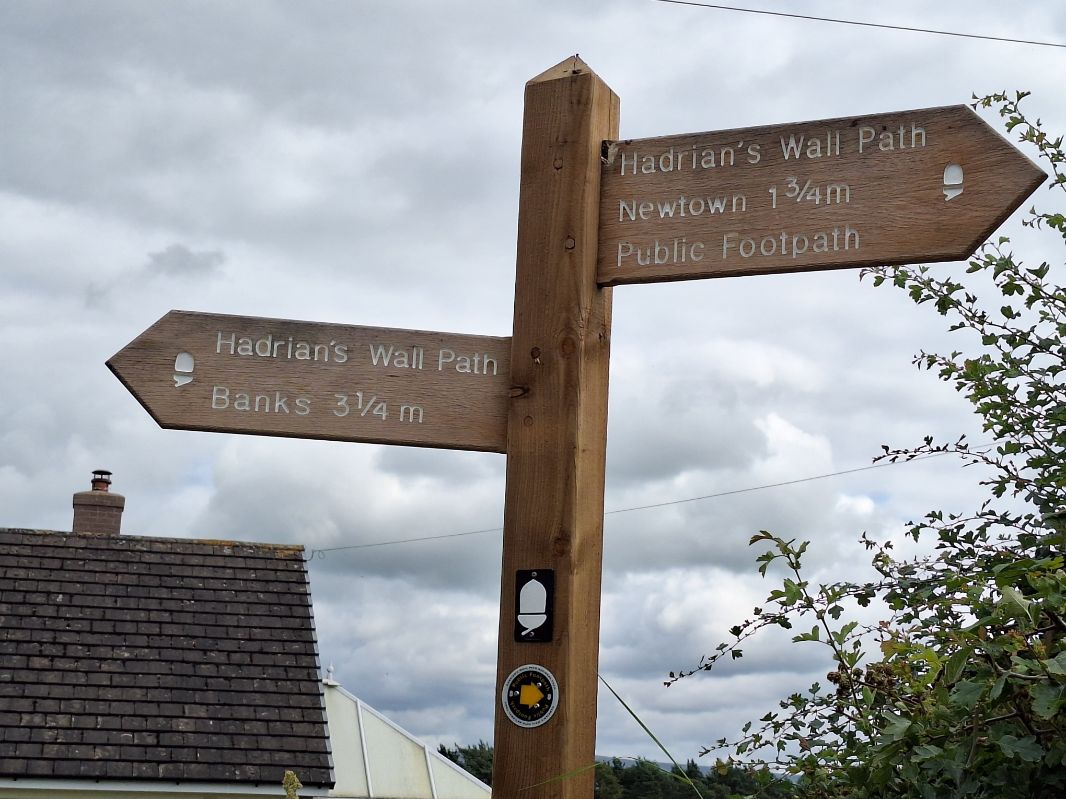 Hadrian's Wall Path
Newtown 1¾m
Public Footpath
Hadrian's Wall Path
Banks 3¼ m